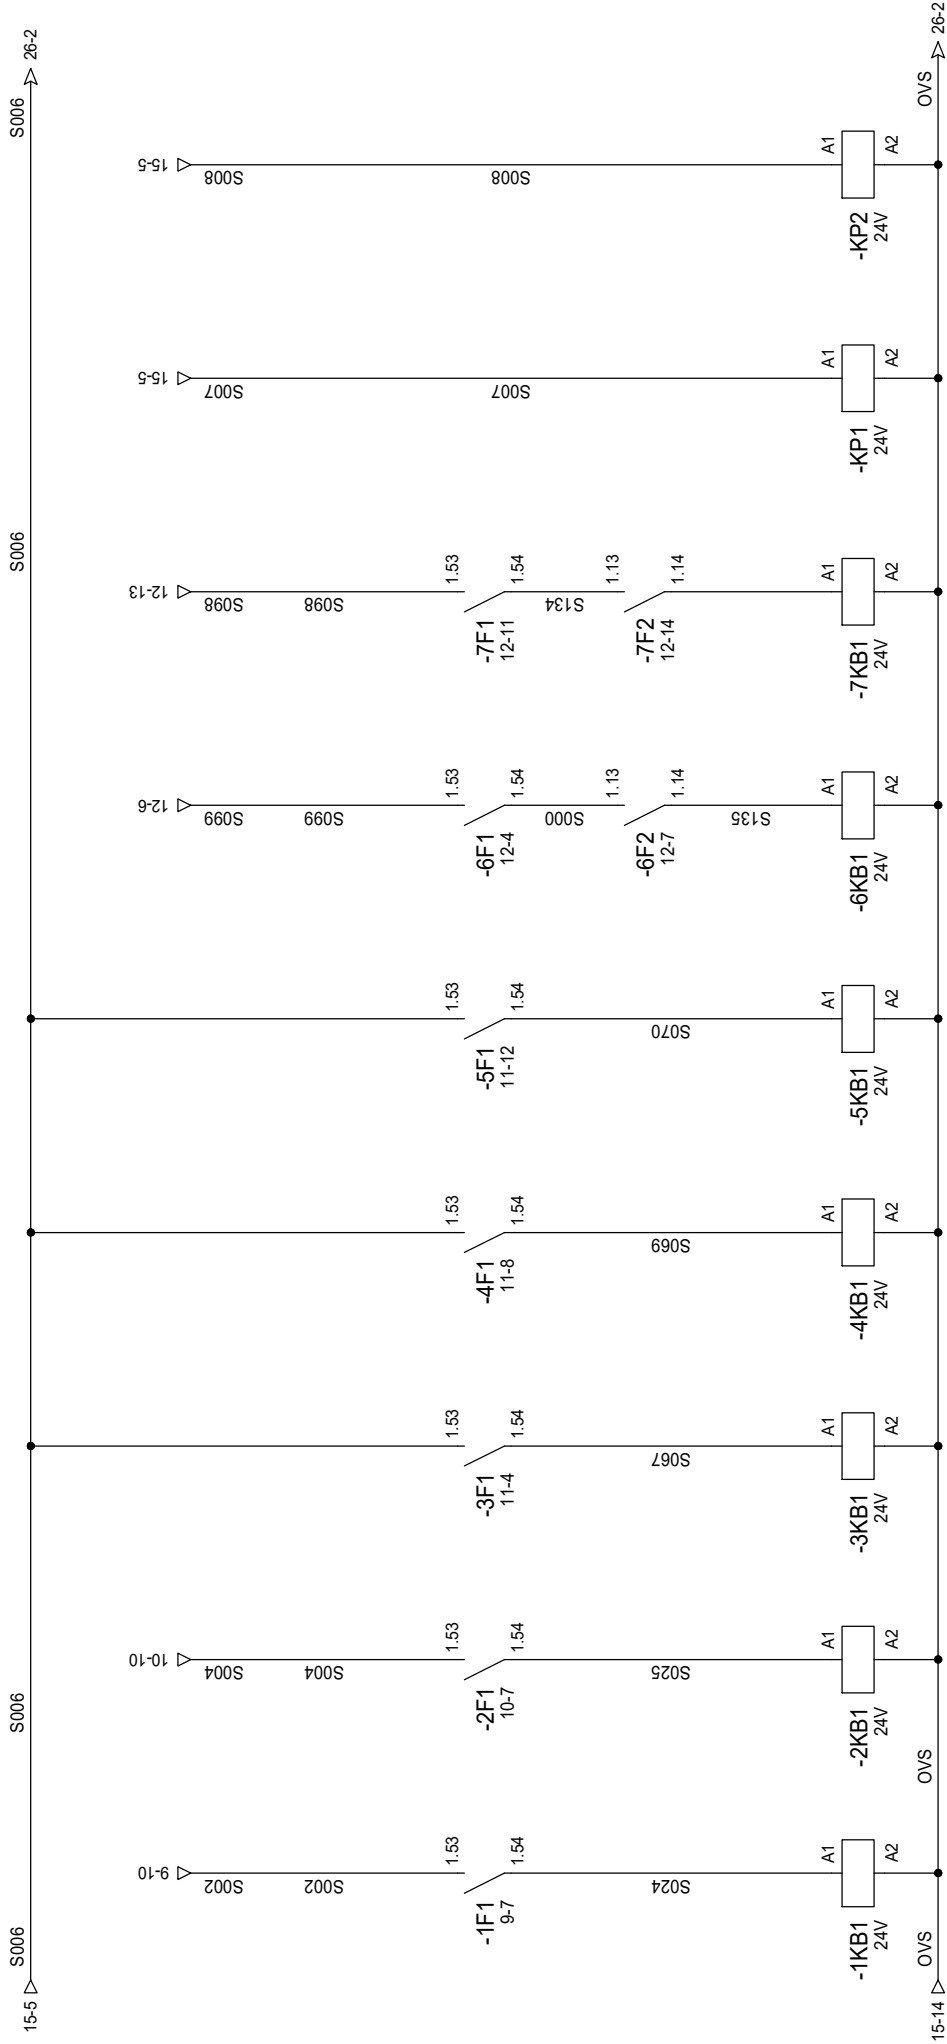 15-5
S006
S006
S006
S006
26-2
9-10
S002
S002
1.53
-1F1
9-7
1.54
S024
A1
-1KB1
24V
A2
10-10
S004
S004
1.53
-2F1
10-7
1.54
S025
A1
-2KB1
24V
A2
1.53
-3F1
11-4
1.54
S067
A1
-3KB1
24V
A2
1.53
-4F1
11-8
1.54
S069
A1
-4KB1
24V
A2
1.53
-5F1
11-12
1.54
S070
A1
-5KB1
24V
A2
12-6
S099
S099
1.53
-6F1
12-4
1.54
S000
1.13
-6F2
12-7
1.14
S135
A1
-6KB1
24V
A2
12-13
S098
S098
1.53
-7F1
12-11
1.54
S134
1.13
-7F2
12-14
1.14
A1
-7KB1
24V
A2
15-5
S007
S007
A1
-KP1
24V
A2
15-5
S008
S008
A1
-KP2
24V
A2
15-14
OVS
OVS
OVS
26-2